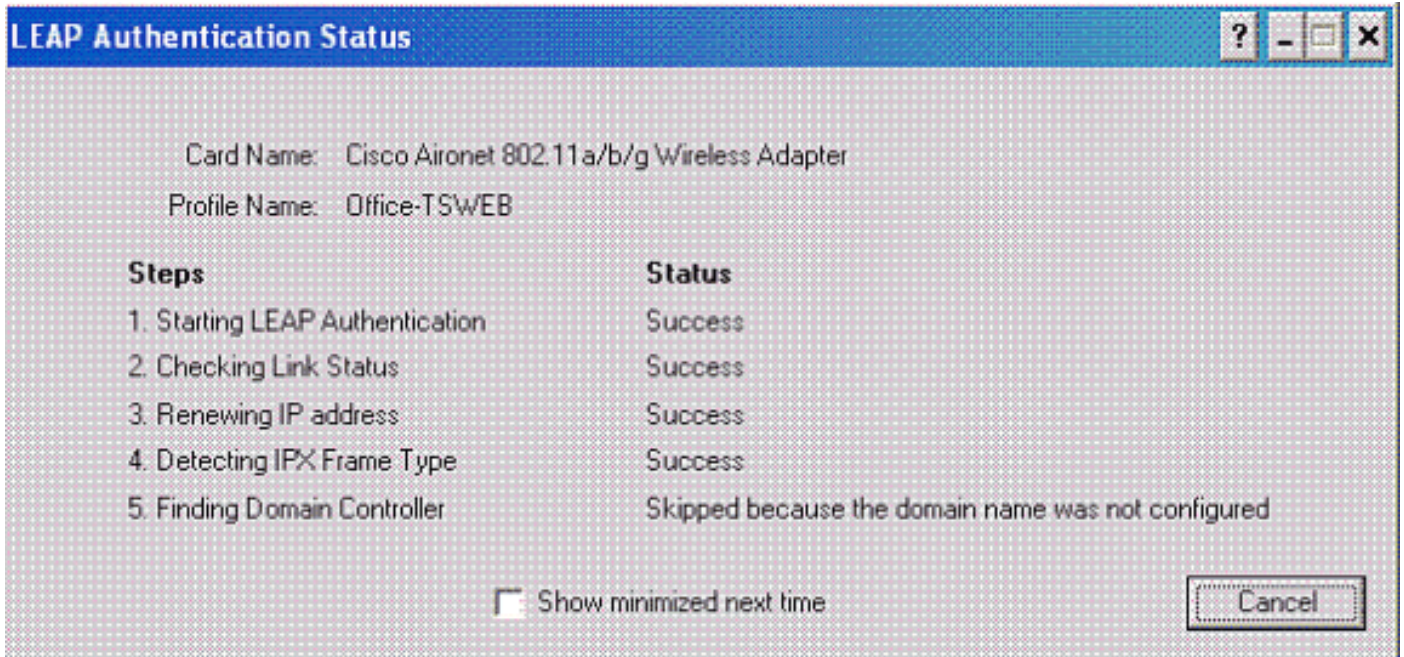 LEAP Authentication Status
Card Name: Cisco Aironet 802.11a/b/g Wireless Adapter
Profile Name: Office-TSWEB
Steps Status
1. Starting LEAP Authentication Success
2. Checking Link Status Success
3. Renewing IP address Success
4. Detecting IPX Frame Type Success
5. Finding Domain Controller Skipped because the domain name was not configured
Show minimized next time Cancel